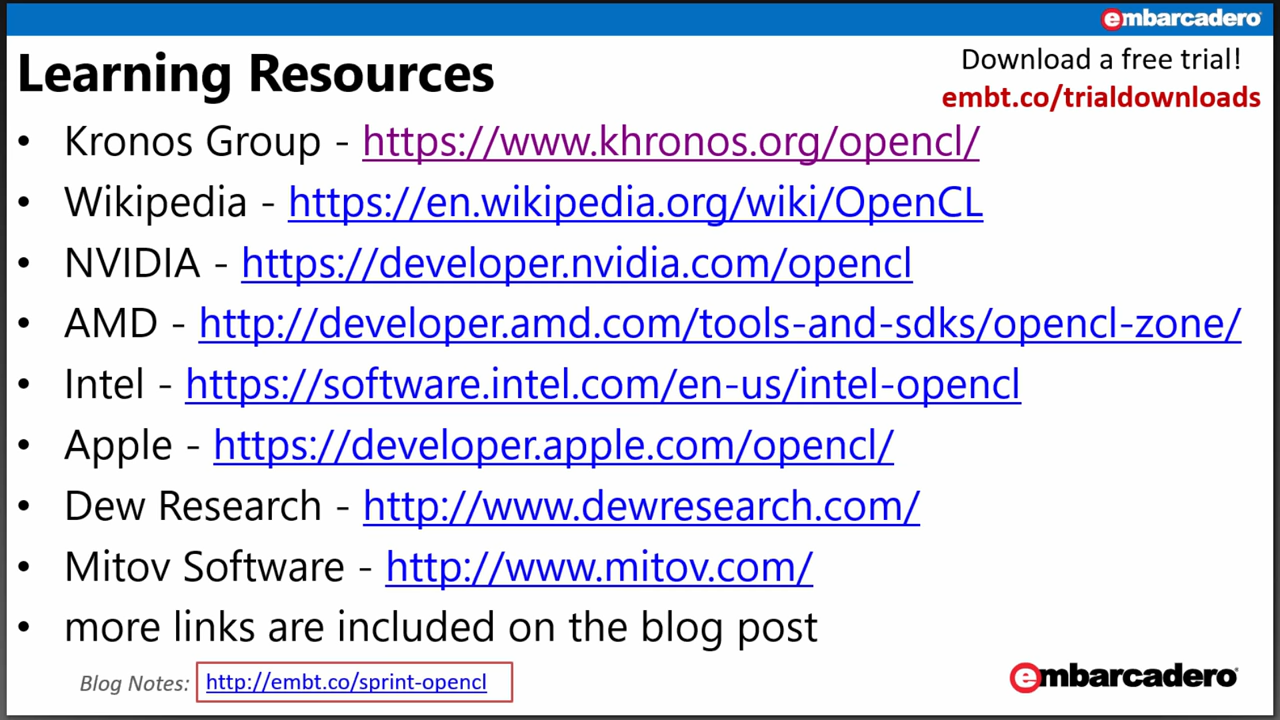 embarcadero
Learning Resources
Download a free trial!
embt.co/trialdownloads
• Kronos Group - https://www.khronos.org/opencl/
• Wikipedia - https://en.wikipedia.org/wiki/OpenCL
• NVIDIA - https://developer.nvidia.com/opencl
• AMD - http://developer.amd.com/tools-and-sdks/opencl-zone/
• Intel - https://software.intel.com/en-us/intel-opencl
• Apple - https://developer.apple.com/opencl/
• Dew Research - http://www.dewresearch.com/
• Mitov Software - http://www.mitov.com/
• more links are included on the blog post
Blog Notes: http://embt.co/sprint-opencl
embarcadero